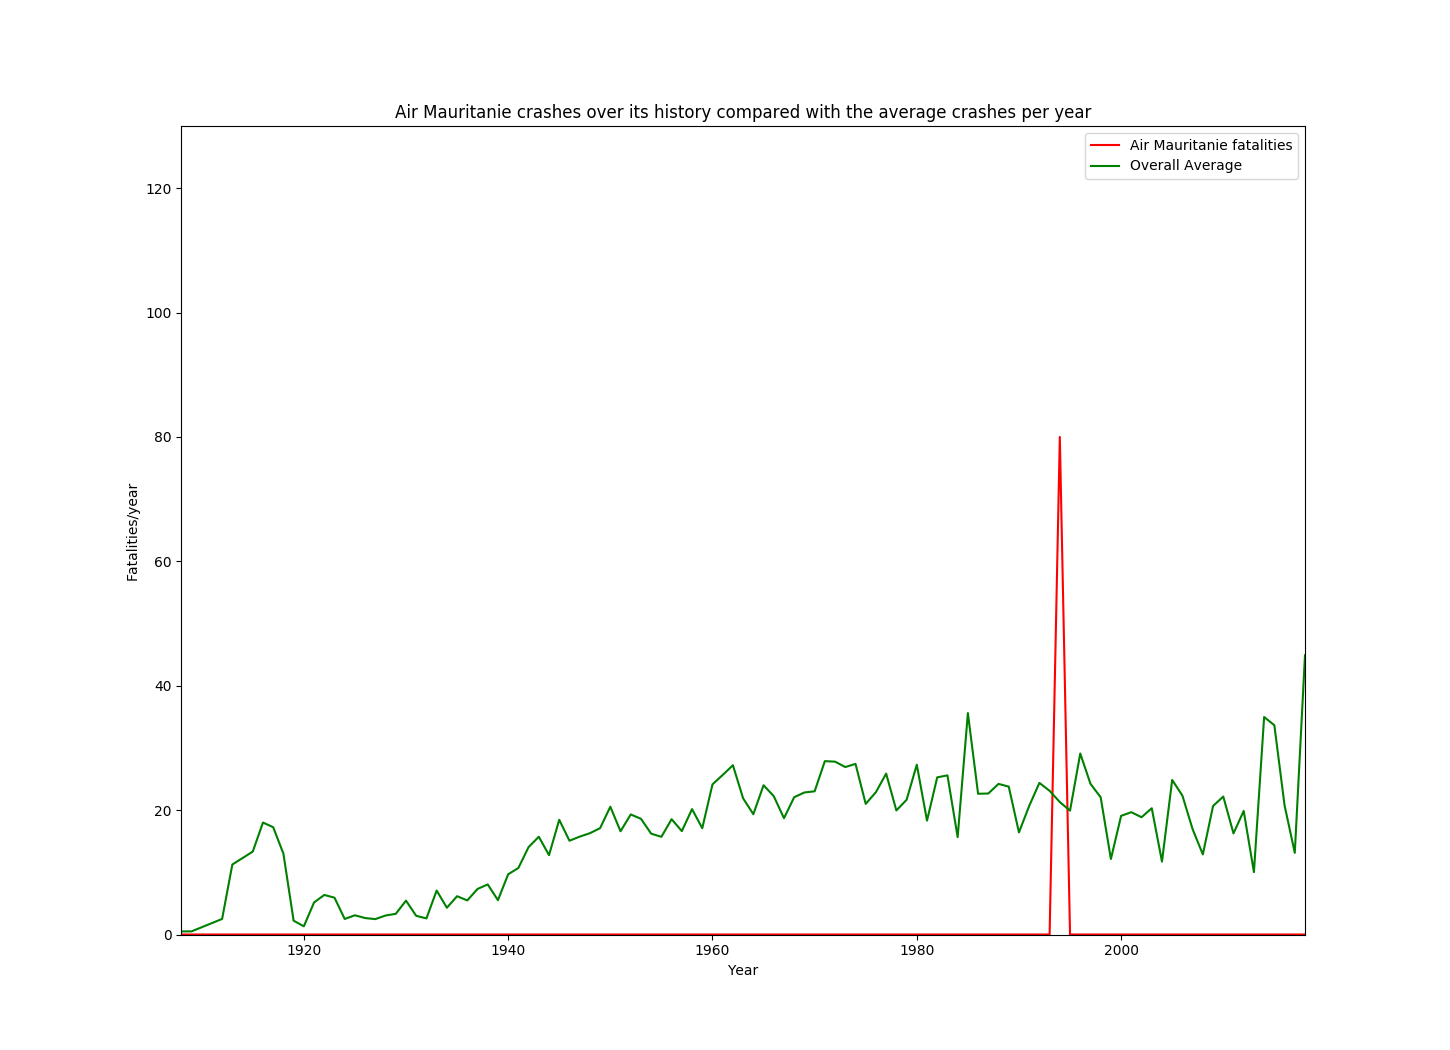 Air Mauritanie crashes over its history compared with the average crashes per year
Air Mauritanie fatalities
Overall Average
120
100
80
60
40
20
0
Fatalities/year
1920 1940 1960 1980 2000
Year